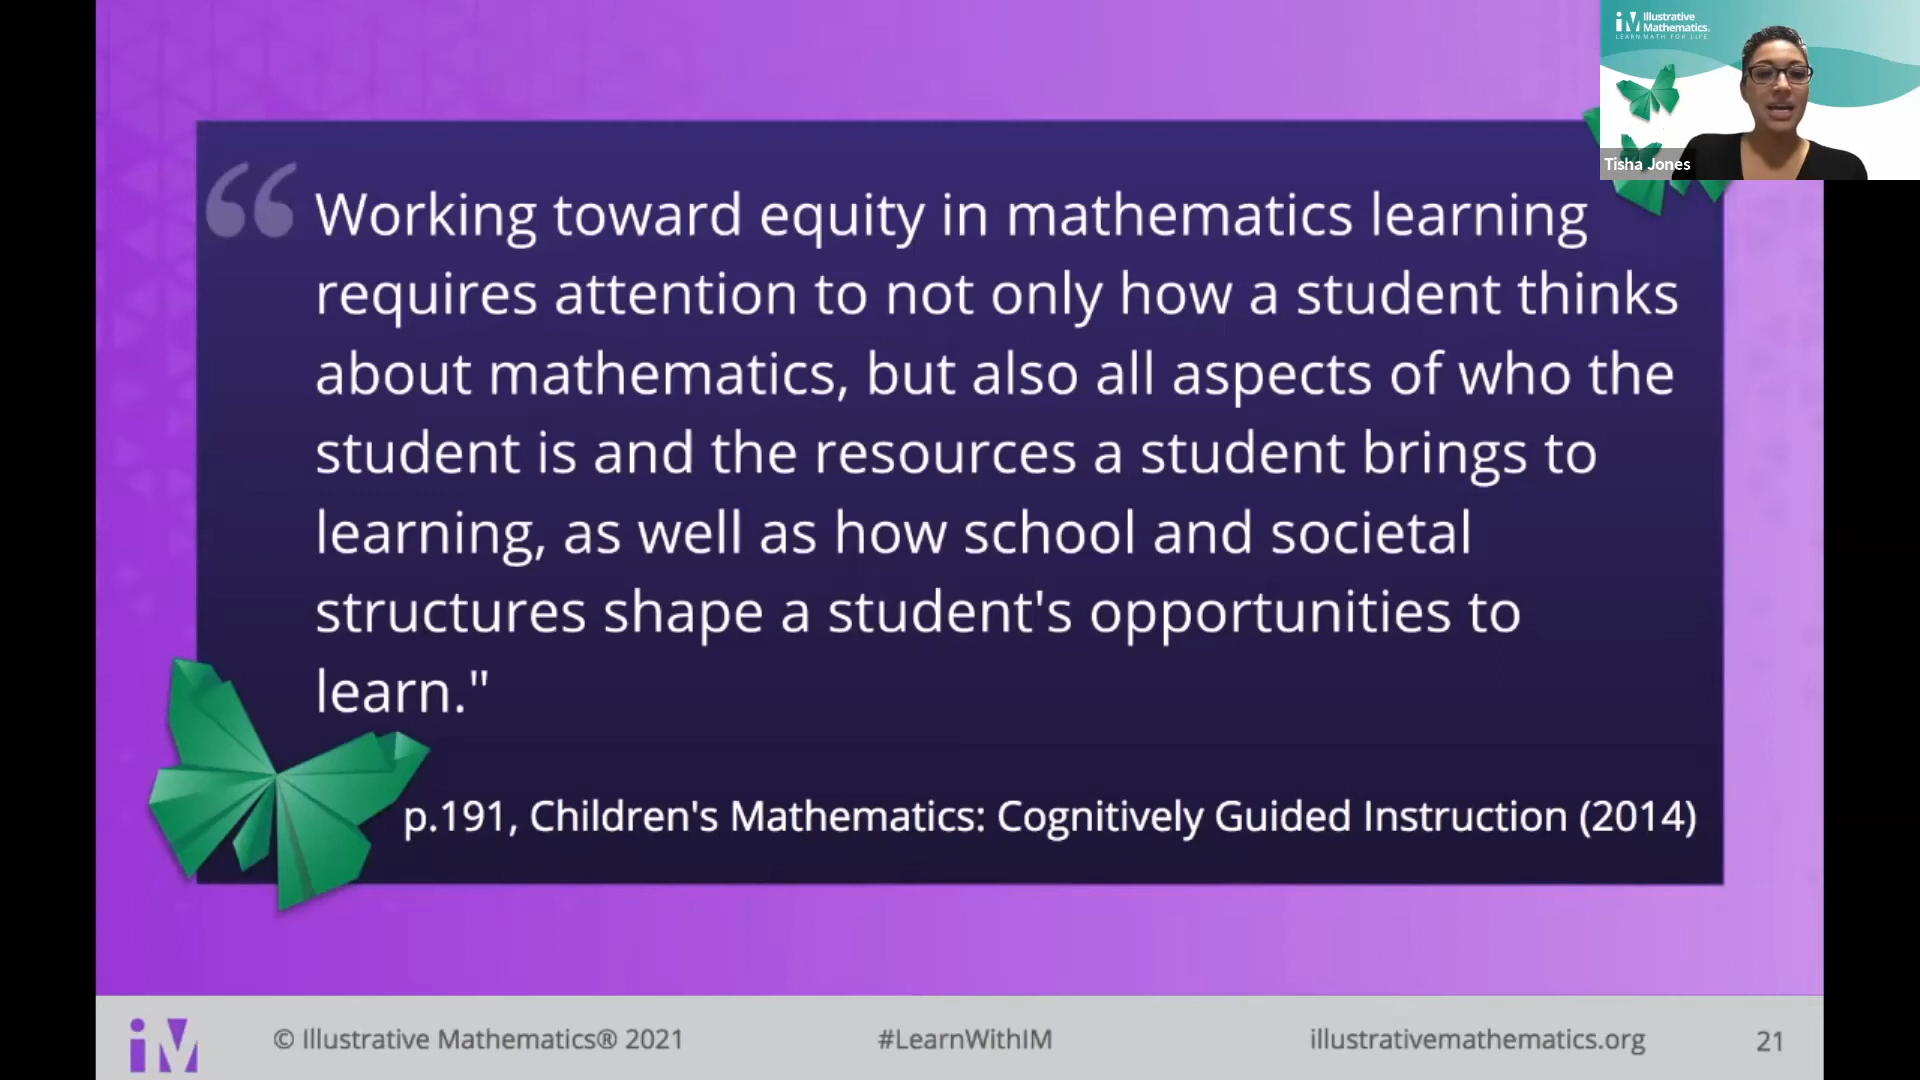 iM Illustrative
Mathematics.
LEARN MATH FOR LIFE
Tisha Jones
“ Working toward equity in mathematics learning
requires attention to not only how a student thinks
about mathematics, but also all aspects of who the
student is and the resources a student brings to
learning, as well as how school and societal
structures shape a student's opportunities to
learn."
p.191, Children's Mathematics: Cognitively Guided Instruction (2014)
iM © Illustrative Mathematics® 2021 #LearnWithIM illustrativemathematics.org 21